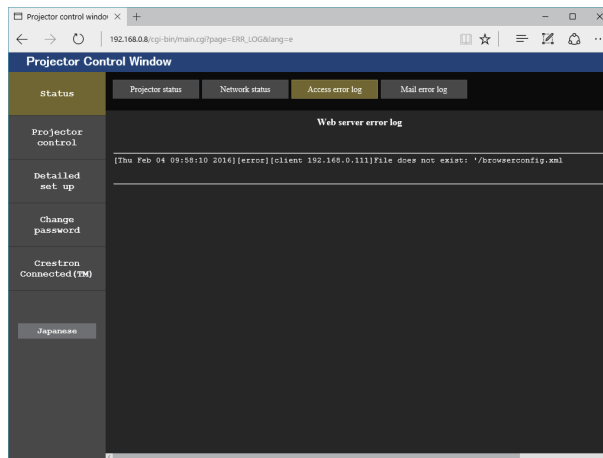 Projector control windo
192.168.0.8/cgi-bin/main.cgi?page=ERR_LOG&lang=e
Projector Control Window
Status
Projector status
Network status
Access error log
Mail error log
Projector
control
Detailed
set up
Change
password
Crestron
Connected(TM)
Japanese
Web server error log
[Thu Feb 04 09:58:10 2016][error][client 192.168.0.111]File does not exist: '/browserconfig.xml